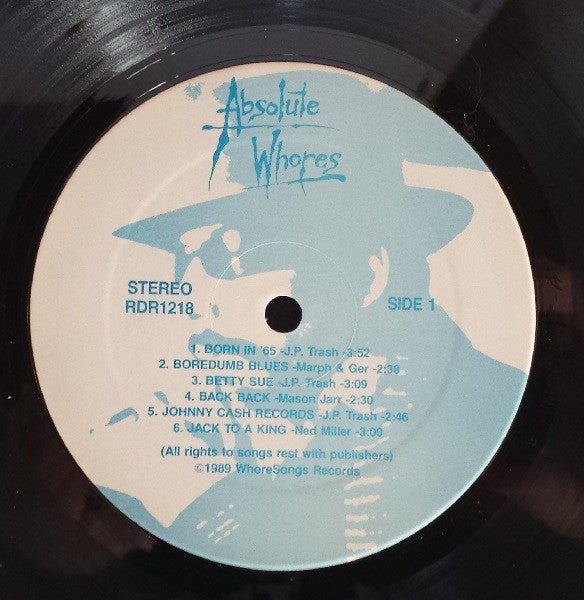 Absolute
Whores
STEREO
RDR1218
SIDE 1
1. BORN IN '65 -J.P. Trash -3:52
2. BOREDUMB BLUES -Marph & Ger -2:38
3. BETTY SUE -J.P. Trash -3:09
4. BACK BACK -Mason Jarr -2:30
5. JOHNNY CASH RECORDS -J.P. Trash -2:46
6. JACK TO A KING -Ned Miller -3:00
(All rights to songs rest with publishers)
©1989 WhoreSongs Records